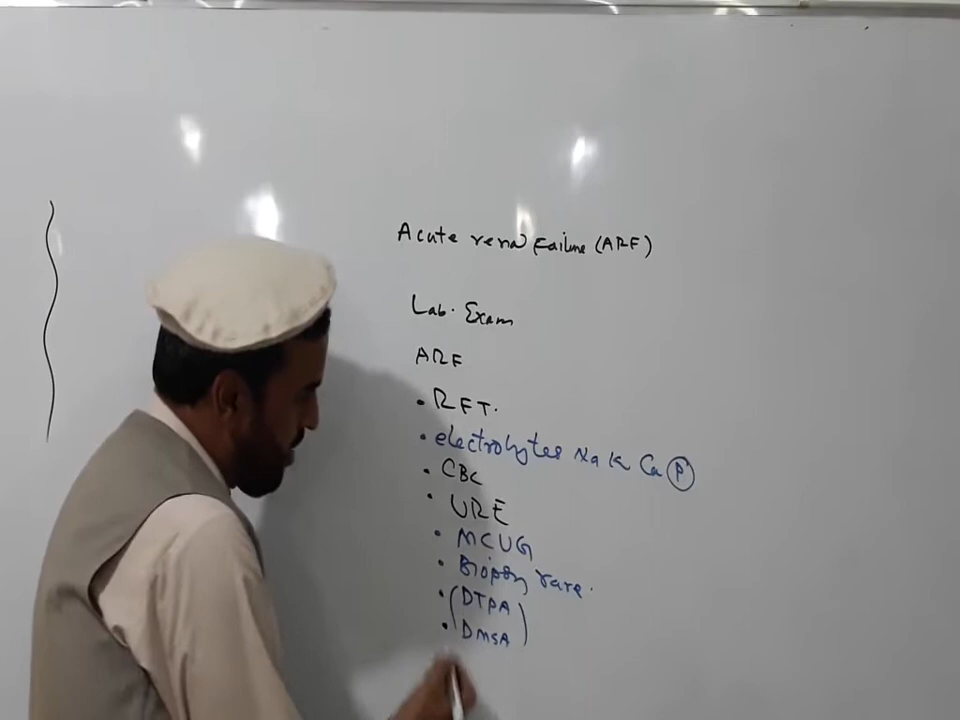 Acute renal Failure (ARF)
Lab. Exam
ARF
• RFT.
• electrolytes Na K Ca P
• CBC
• URE
• MCUG
• Biopsy rare.
• (DTPA
• DMSA)